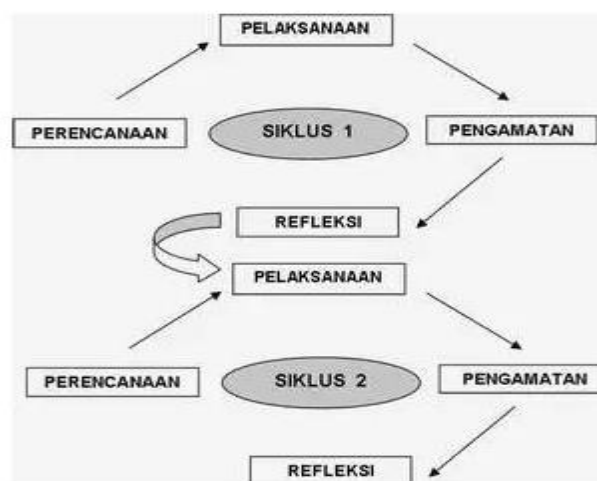 PELAKSANAAN
PERENCANAAN
SIKLUS 1
PENGAMATAN
REFLEKSI
PELAKSANAAN
PERENCANAAN
SIKLUS 2
PENGAMATAN
REFLEKSI